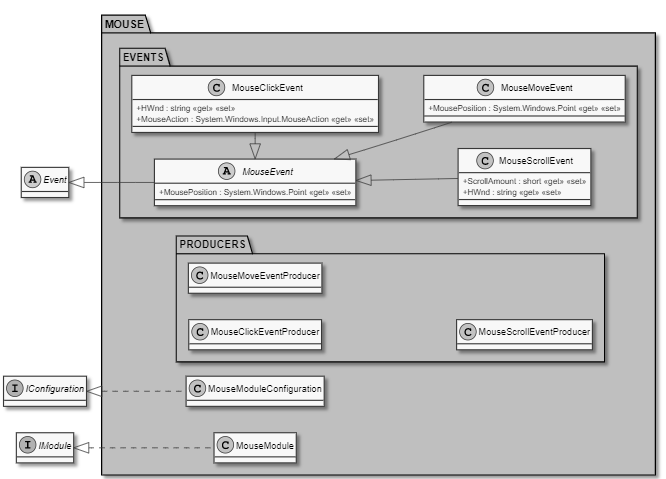 MOUSE
EVENTS
C MouseClickEvent
+HWnd : string «get» «set»
+MouseAction : System.Windows.Input.MouseAction «get» «set»
C MouseMoveEvent
+MousePosition : System.Windows.Point «get» «set»
A Event
A MouseEvent
+MousePosition : System.Windows.Point «get» «set»
C MouseScrollEvent
+ScrollAmount : short «get» «set»
+HWnd : string «get» «set»
PRODUCERS
C MouseMoveEventProducer
C MouseClickEventProducer
C MouseScrollEventProducer
I IConfiguration
C MouseModuleConfiguration
I IModule
C MouseModule